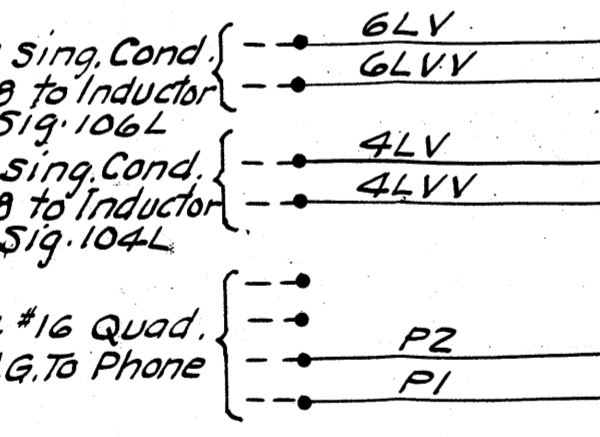 sing. Cond.
to Inductor
Sig. 106L
6LV
6LVV
sing. Cond.
to Inductor
Sig. 104L
4LV
4LVV
#16 Quad.
G. To Phone
P2
P1